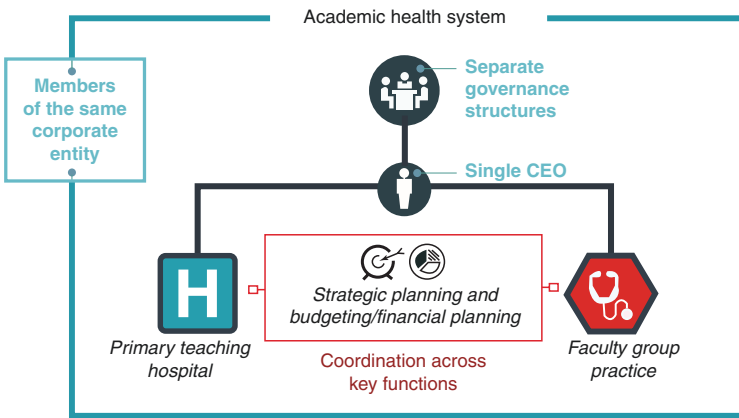 Academic health system
Members
of the same
corporate
entity
Separate
governance
structures
Single CEO
H
Strategic planning and
budgeting/financial planning
Primary teaching
hospital
Coordination across
key functions
Faculty group
practice